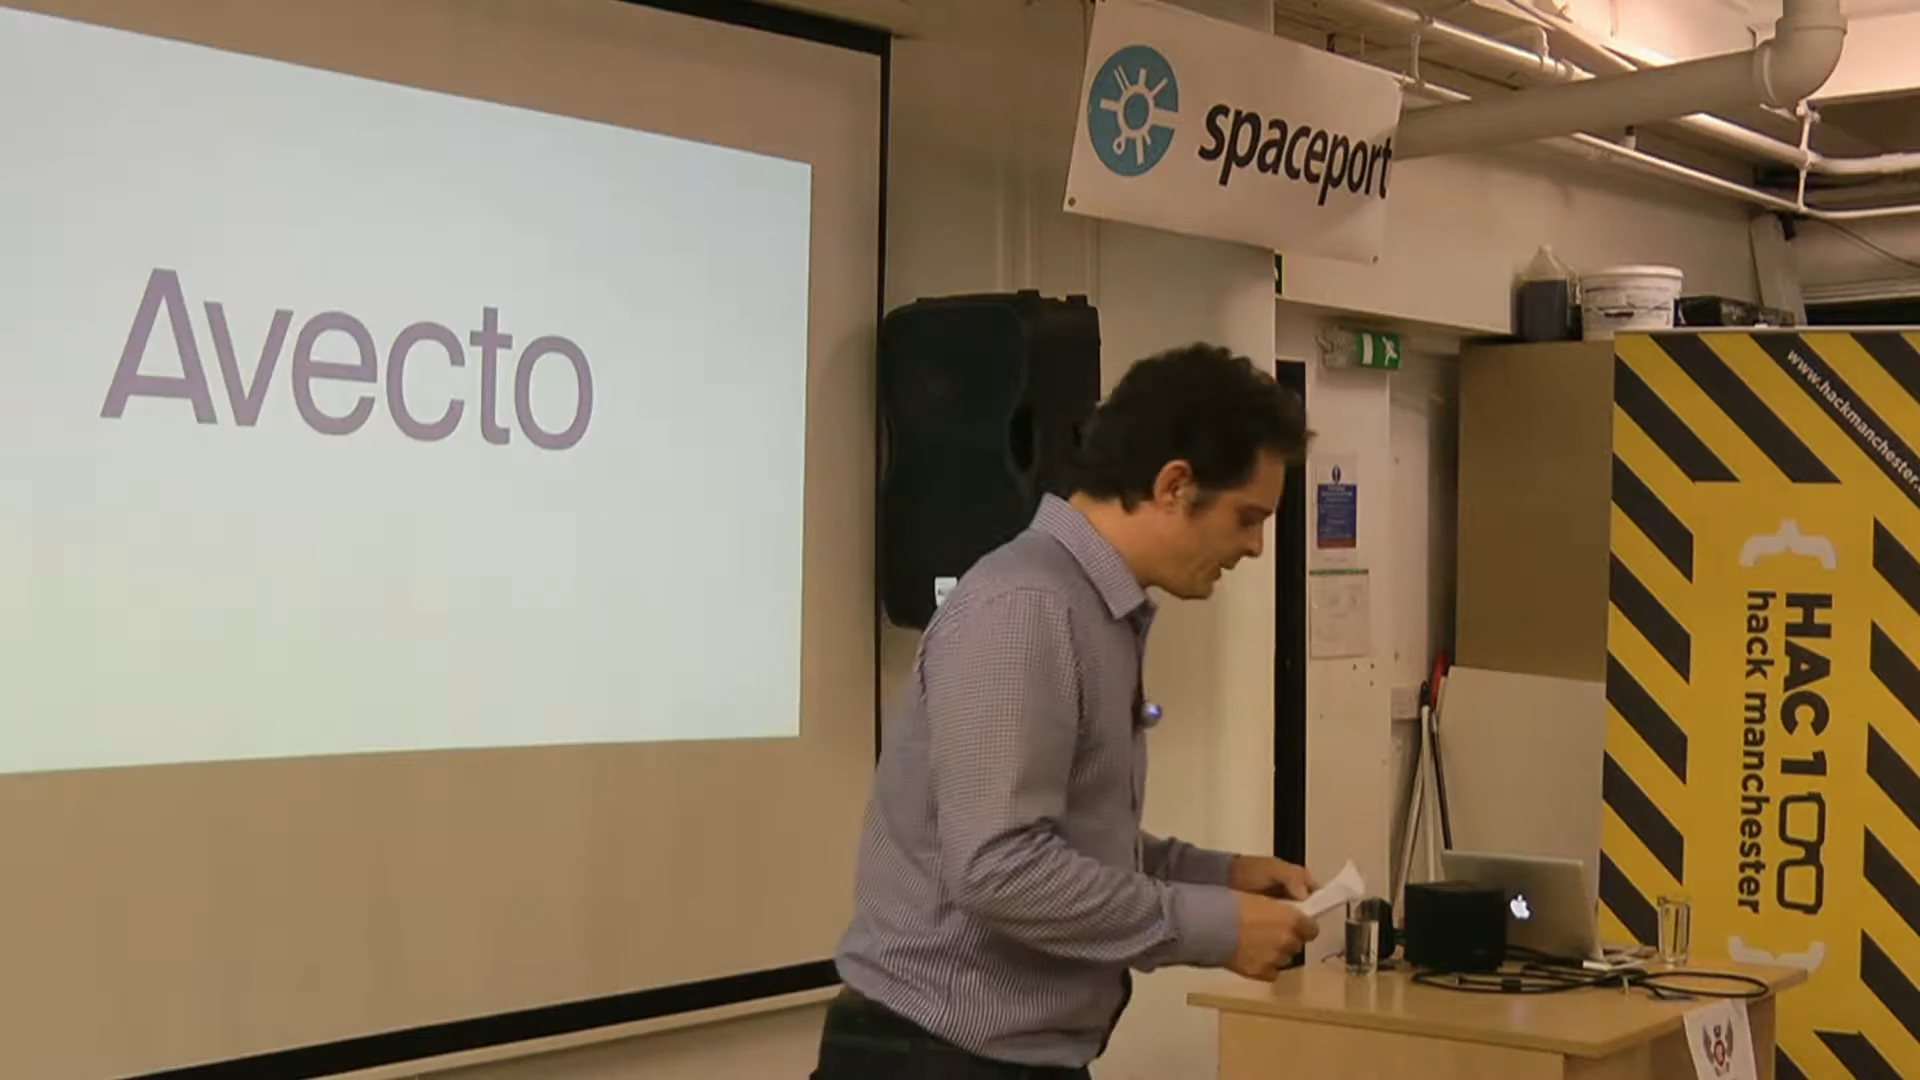 Avecto
spaceport
www.hackmanchester.
{ HAC100
hack manchester }